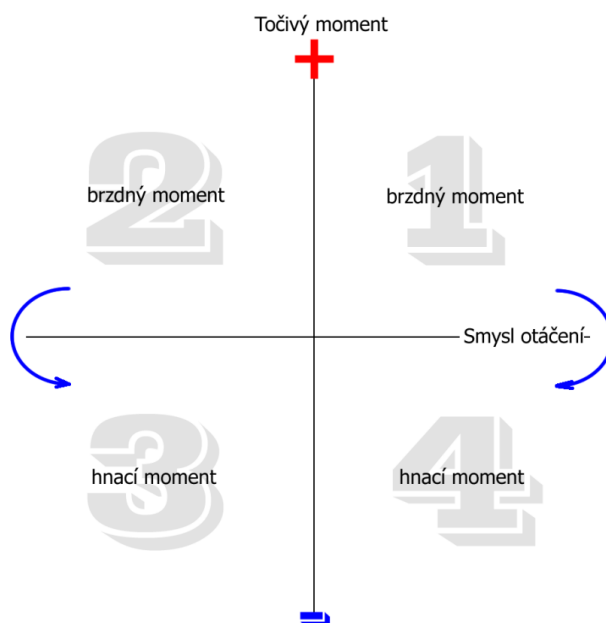 Točivý moment
+
2
1
brzdný moment
brzdný moment
Smysl otáčení
3
4
hnací moment
hnací moment